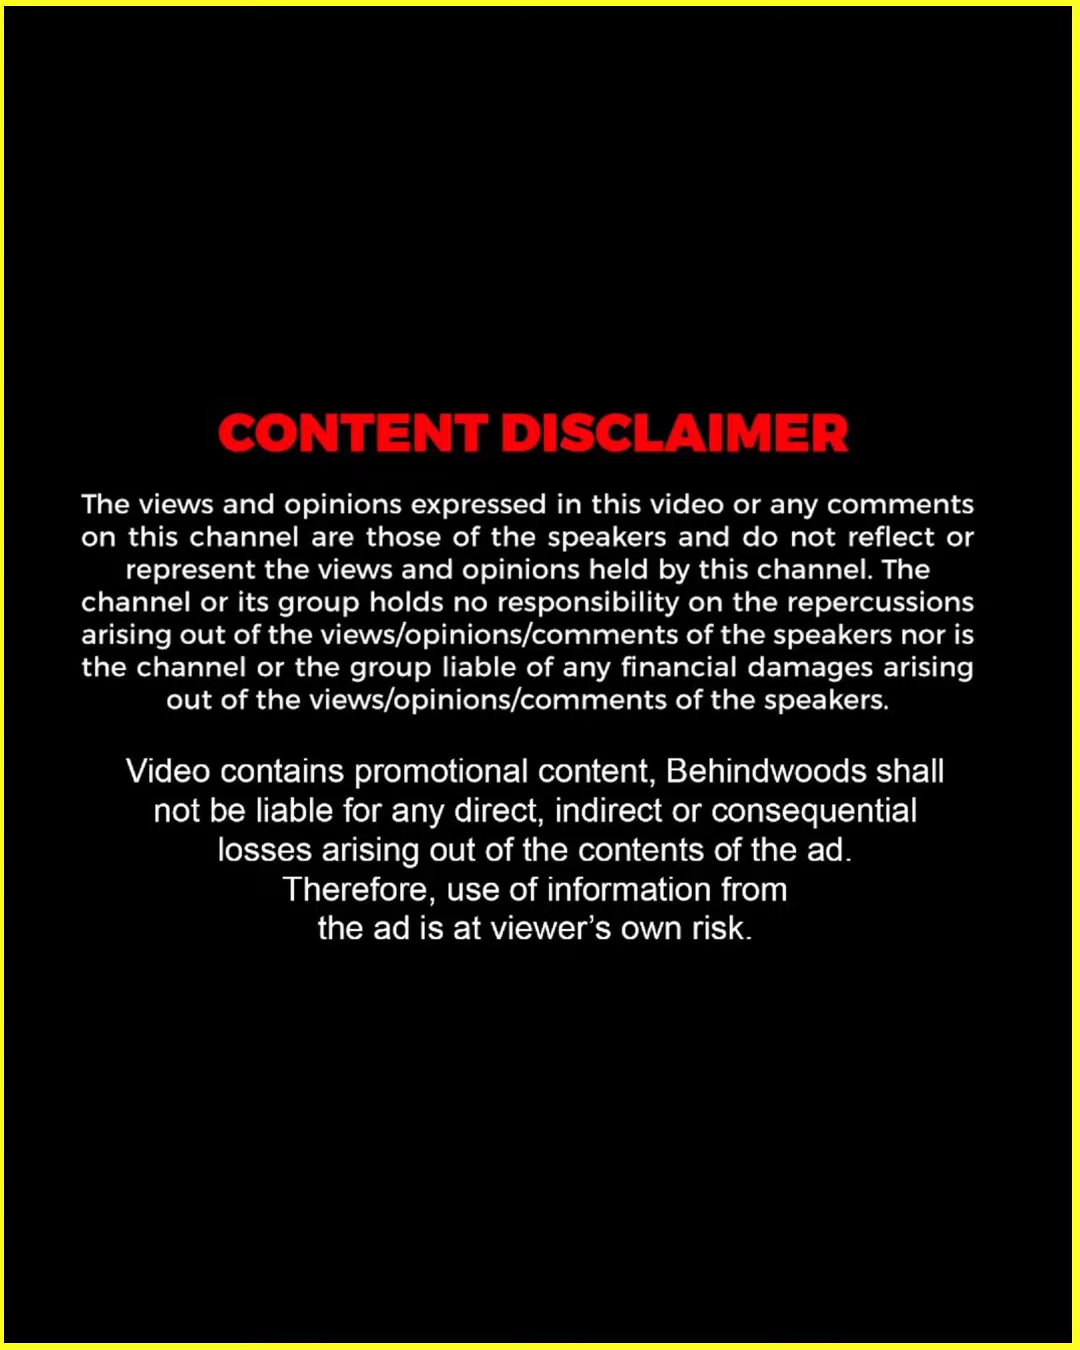 CONTENT DISCLAIMER
The views and opinions expressed in this video or any comments
on this channel are those of the speakers and do not reflect or
represent the views and opinions held by this channel. The
channel or its group holds no responsibility on the repercussions
arising out of the views/opinions/comments of the speakers nor is
the channel or the group liable of any financial damages arising
out of the views/opinions/comments of the speakers.
Video contains promotional content, Behindwoods shall
not be liable for any direct, indirect or consequential
losses arising out of the contents of the ad.
Therefore, use of information from
the ad is at viewer’s own risk.